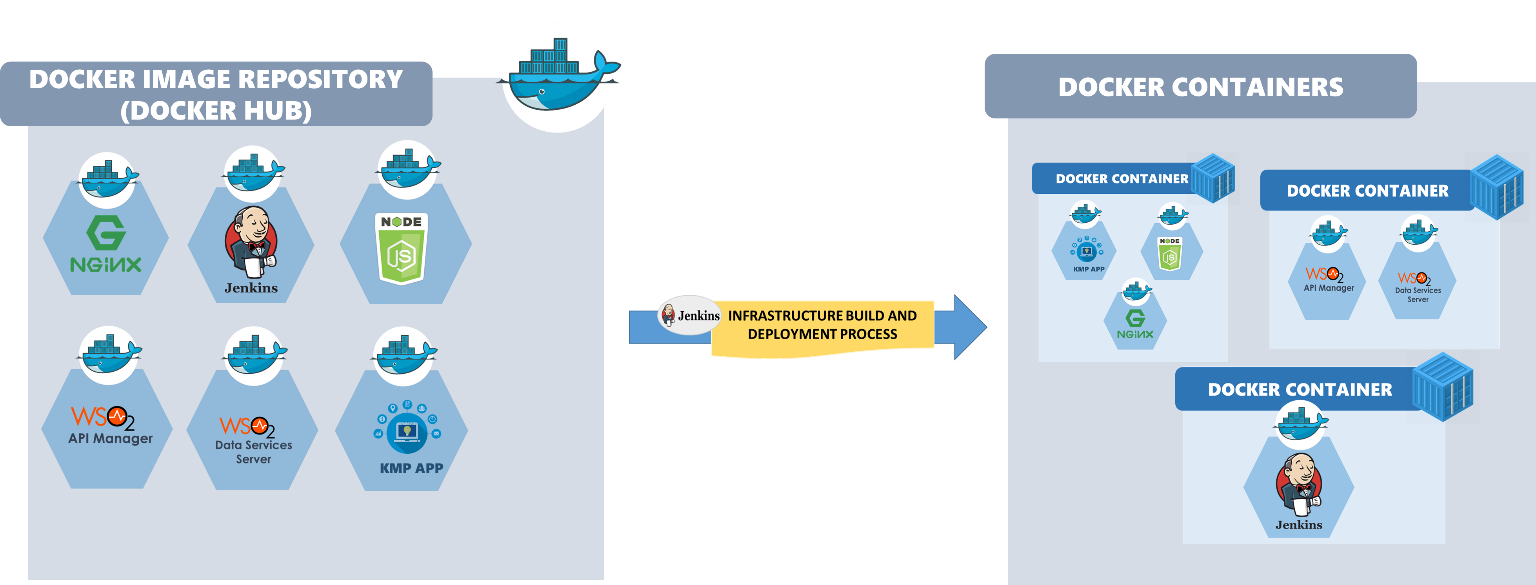 DOCKER IMAGE REPOSITORY
(DOCKER HUB)
NGiNX
Jenkins
NODE
JS
WSO2
API Manager
WSO2
Data Services
Server
KMP APP
Jenkins
INFRASTRUCTURE BUILD AND
DEPLOYMENT PROCESS
DOCKER CONTAINERS
DOCKER CONTAINER
KMP APP
NODE
JS
NGiNX
DOCKER CONTAINER
WSO2
API Manager
WSO2
Data Services
Server
DOCKER CONTAINER
Jenkins